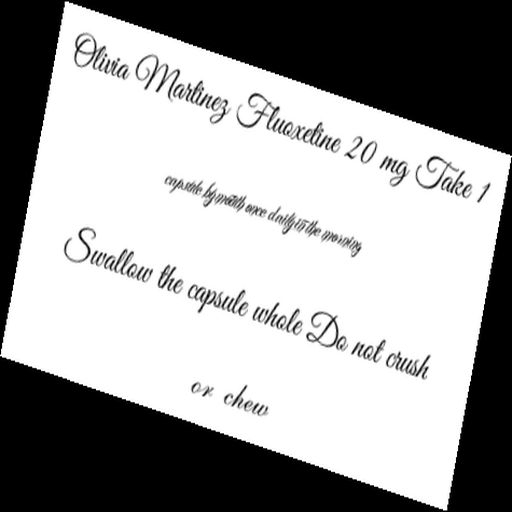 Olivia Martinez Fluoxetine 20 mg Take 1
capsule by mouth once daily in the morning
Swallow the capsule whole Do not crush
or chew